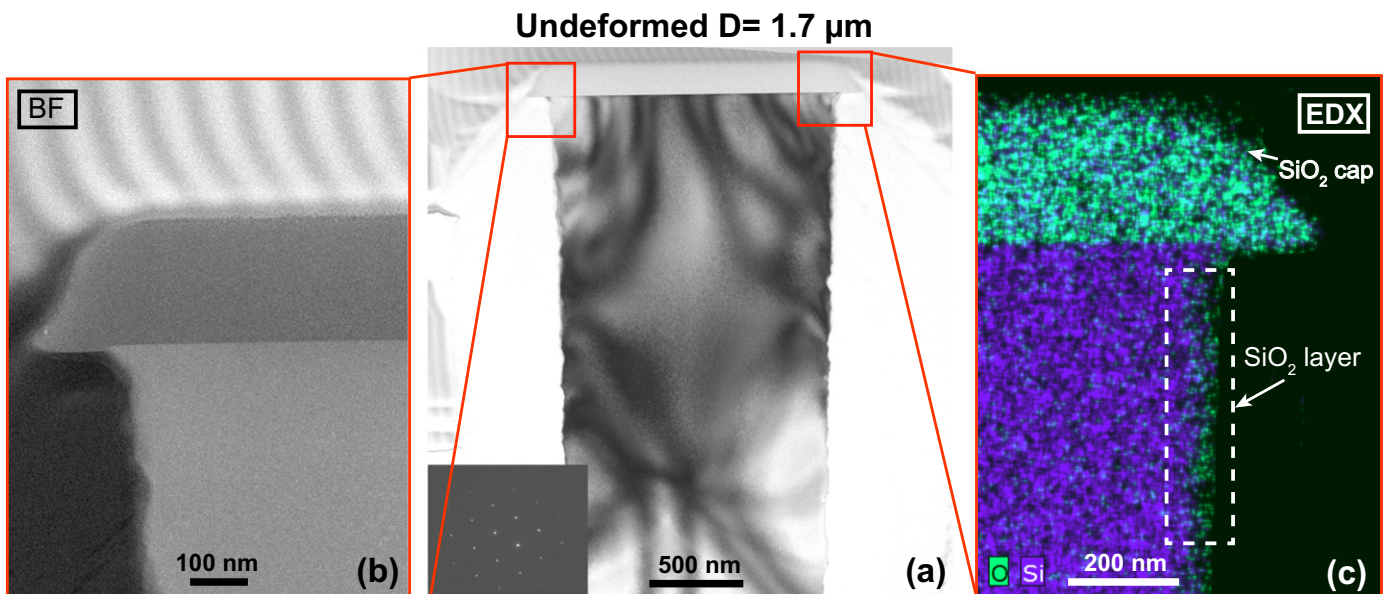 Undeformed D= 1.7 µm
BF
100 nm
(b)
500 nm
(a)
EDX
SiO₂ cap
SiO₂ layer
O Si
200 nm
(c)